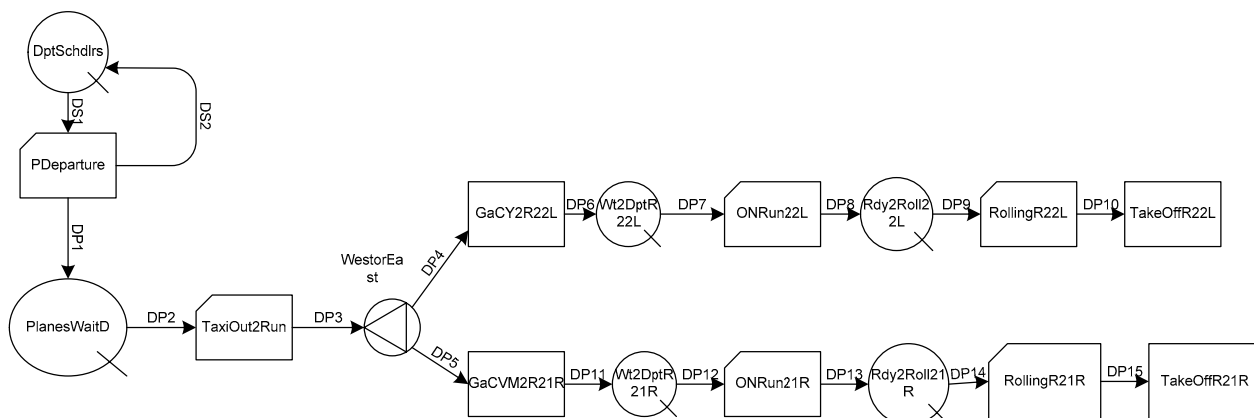 DptSchdlrs
DS1
DS2
PDeparture
DP1
PlanesWaitD
DP2
TaxiOut2Run
DP3
WestorEa
st
DP4
DP5
GaCY2R22L
DP6
Wt2DptR
22L
DP7
ONRun22L
DP8
Rdy2Roll2
2L
DP9
RollingR22L
DP10
TakeOffR22L
GaCVM2R21R
DP11
Wt2DptR
21R
DP12
ONRun21R
DP13
Rdy2Roll21
R
DP14
RollingR21R
DP15
TakeOffR21R